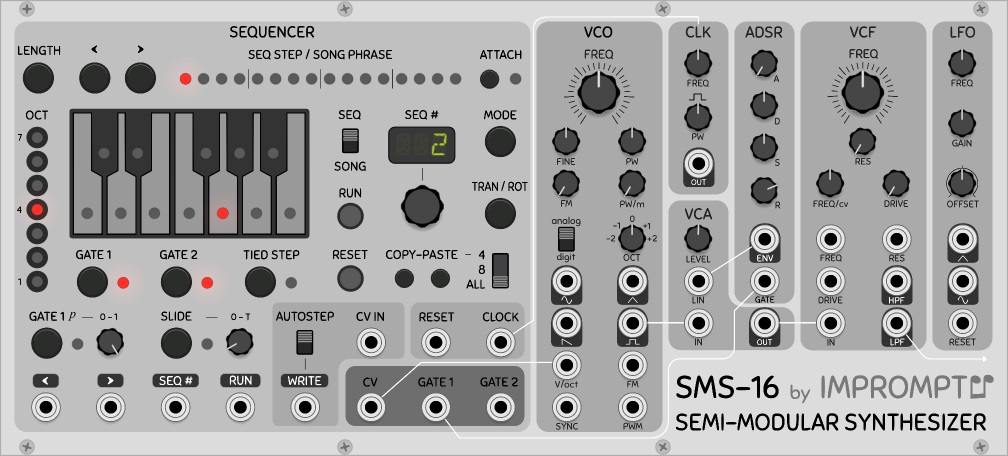 SEQUENCER
LENGTH
<
>
SEQ STEP / SONG PHRASE
ATTACH
OCT
7
4
1
SEQ
SONG
SEQ #
2
MODE
RUN
TRAN / ROT
GATE 1
GATE 2
TIED STEP
RESET
COPY-PASTE
4
8
ALL
GATE 1 p — 0-1
SLIDE — 0-T
AUTOSTEP
CV IN
RESET
CLOCK
<
>
SEQ #
RUN
WRITE
CV
GATE 1
GATE 2
VCO
FREQ
FINE
PW
FM
PW/m
analog
digit
-2 -1 0 +1 +2
OCT
V/oct
FM
SYNC
PWM
CLK
FREQ
PW
OUT
VCA
LEVEL
LIN
IN
ADSR
A
D
S
R
ENV
GATE
OUT
VCF
FREQ
RES
FREQ/cv
DRIVE
FREQ
RES
DRIVE
HPF
IN
LPF
LFO
FREQ
GAIN
OFFSET
RESET
SMS-16 by IMPROMPTU
SEMI-MODULAR SYNTHESIZER